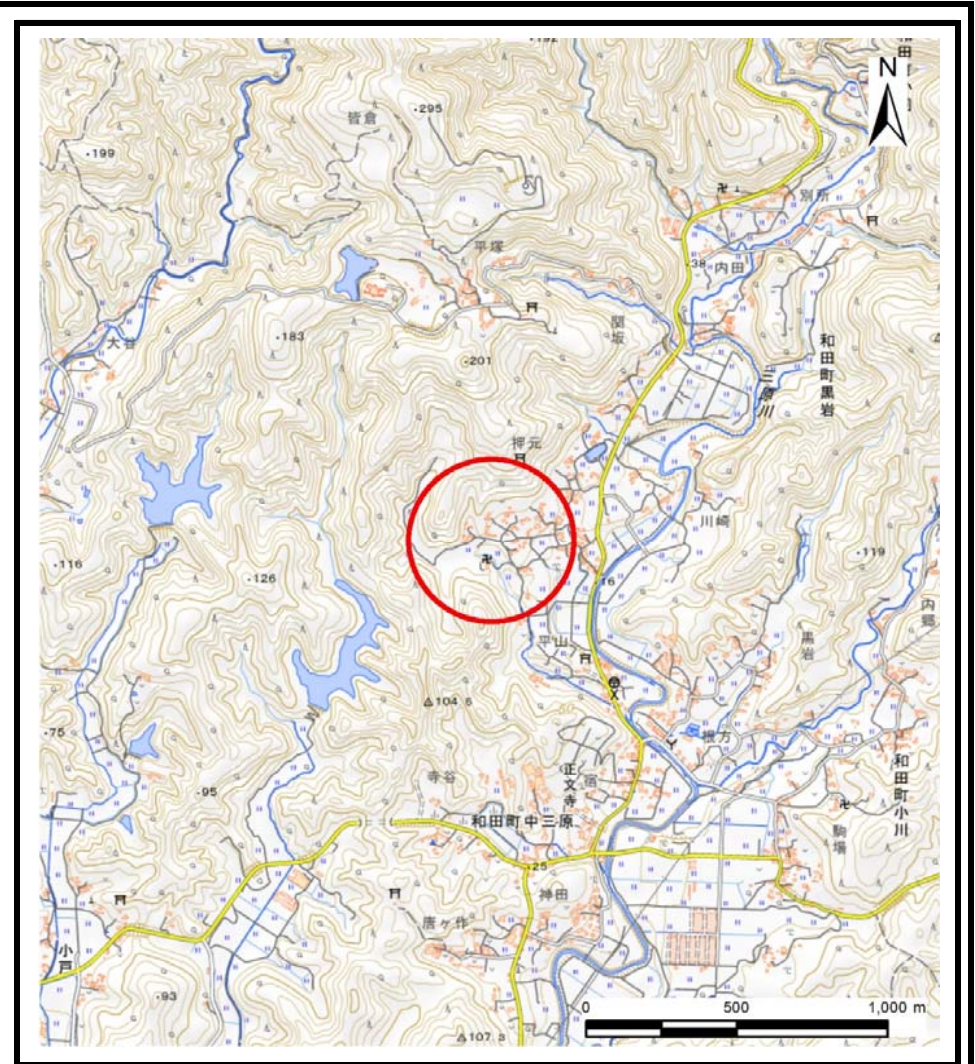 N
皆倉
・295
・199
別所
平塚
・38
内田
関坂
大谷
・183
・201
和田町黒岩
三原川
押元
川崎
・119
・116
・126
16
内郷
平山
黒岩
△104.6
・75
根方
寺谷
正文寺
宿
・95
和田町小川
和田町中三原
駒場
・25
神田
唐ヶ作
小戸
・93
△107.3
0 500 1,000 m